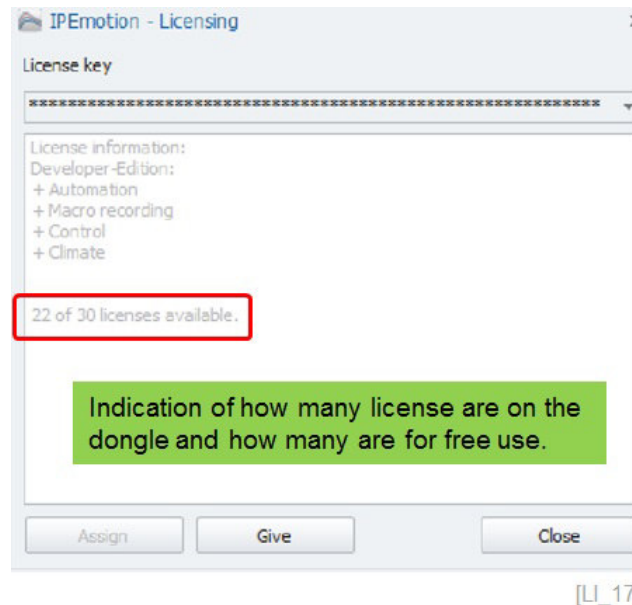 IPEmotion - Licensing
License key
************************************************************
License information:
Developer-Edition:
+ Automation
+ Macro recording
+ Control
+ Climate
22 of 30 licenses available.
Indication of how many license are on the
dongle and how many are for free use.
Assign Give Close
[LI_17